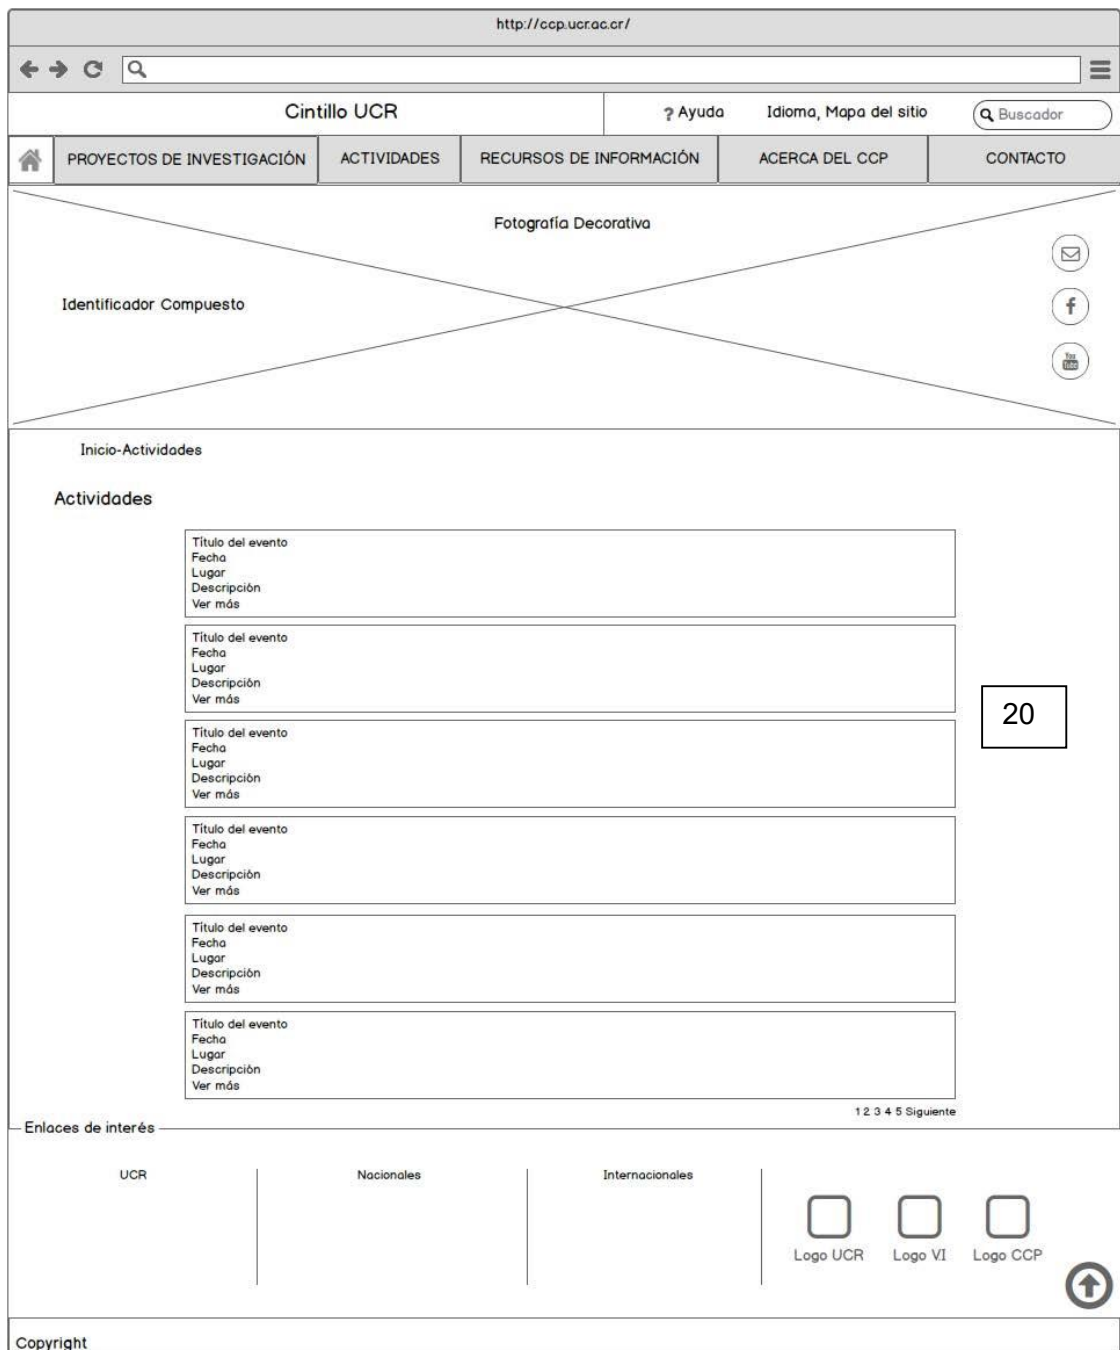 http://ccp.ucr.ac.cr/
Cintillo UCR
? Ayuda
Idioma, Mapa del sitio
Buscador
PROYECTOS DE INVESTIGACIÓN
ACTIVIDADES
RECURSOS DE INFORMACIÓN
ACERCA DEL CCP
CONTACTO
Fotografía Decorativa
Identificador Compuesto
f
You Tube
Inicio-Actividades
Actividades
Título del evento
Fecha
Lugar
Descripción
Ver más
Título del evento
Fecha
Lugar
Descripción
Ver más
20
Título del evento
Fecha
Lugar
Descripción
Ver más
Título del evento
Fecha
Lugar
Descripción
Ver más
Título del evento
Fecha
Lugar
Descripción
Ver más
Título del evento
Fecha
Lugar
Descripción
Ver más
1 2 3 4 5 Siguiente
Enlaces de interés
UCR
Nacionales
Internacionales
Logo UCR
Logo V.I
Logo CCP
Copyright